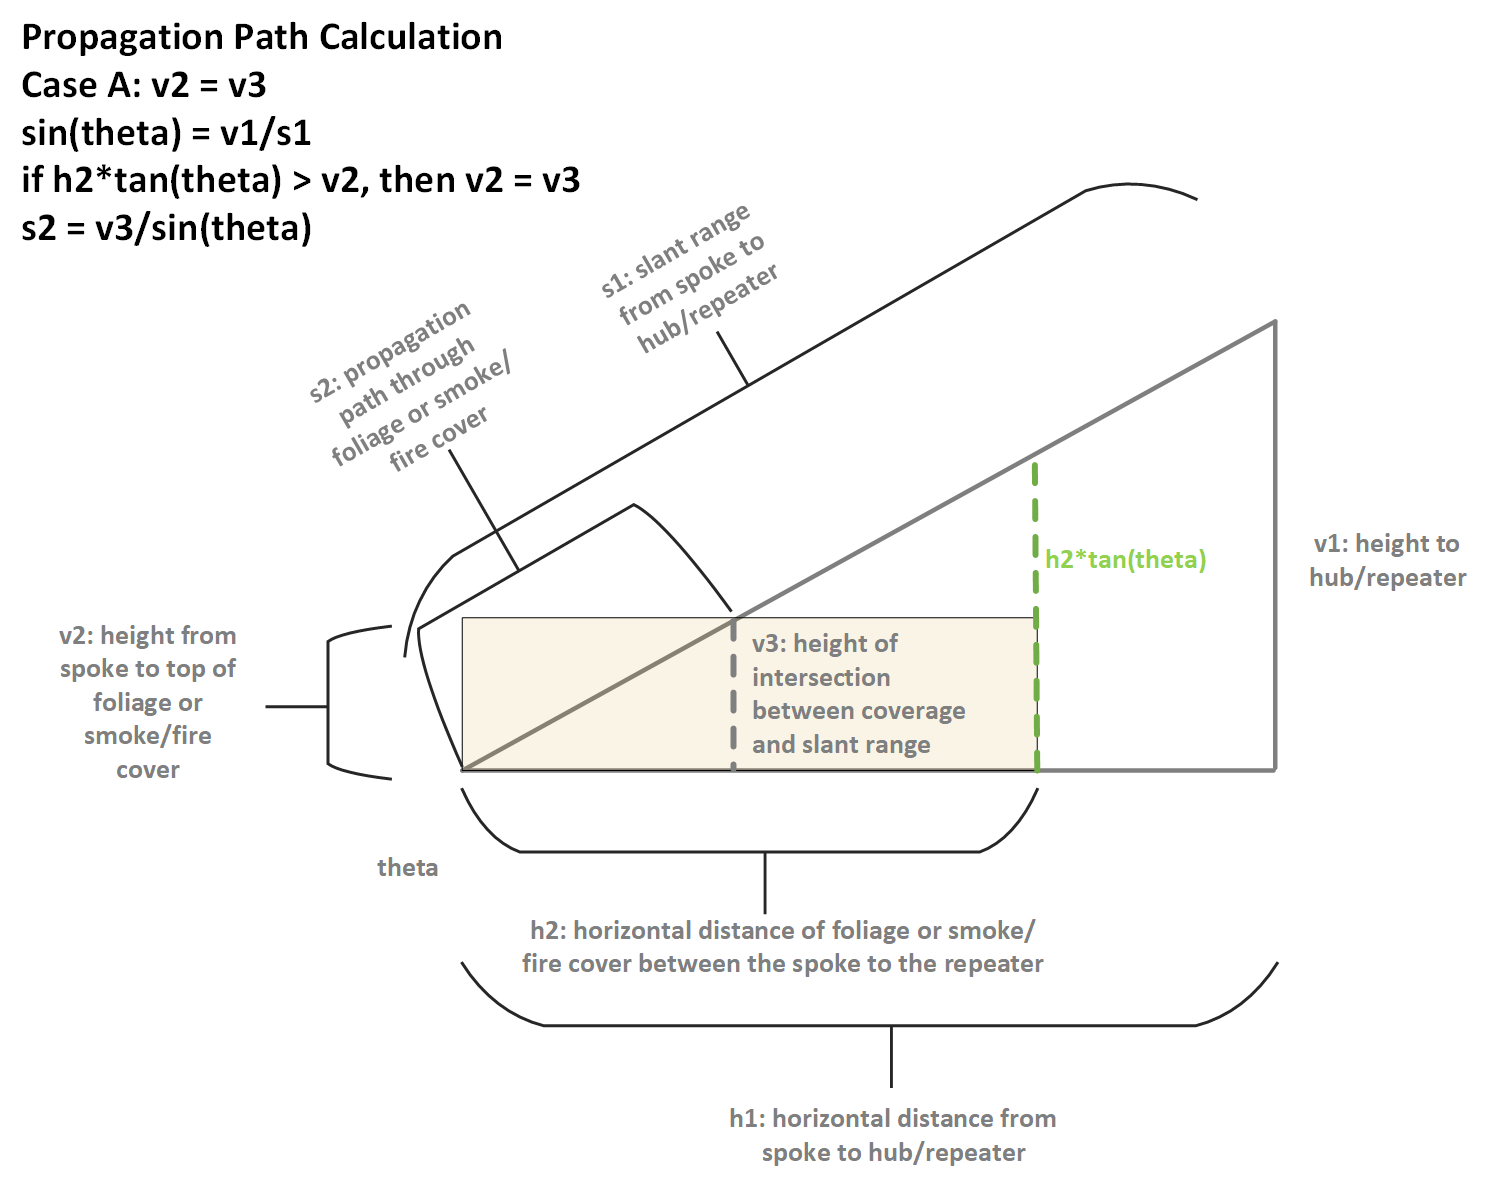 Propagation Path Calculation
Case A: v2 = v3
sin(theta) = v1/s1
if h2*tan(theta) > v2, then v2 = v3
s2 = v3/sin(theta)
s1: slant range
from spoke to
hub/repeater
s2: propagation
path through
foliage or smoke/
fire cover
h2*tan(theta)
v1: height to
hub/repeater
v2: height from
spoke to top of
foliage or
smoke/fire
cover
v3: height of
intersection
between coverage
and slant range
theta
h2: horizontal distance of foliage or smoke/
fire cover between the spoke to the repeater
h1: horizontal distance from
spoke to hub/repeater